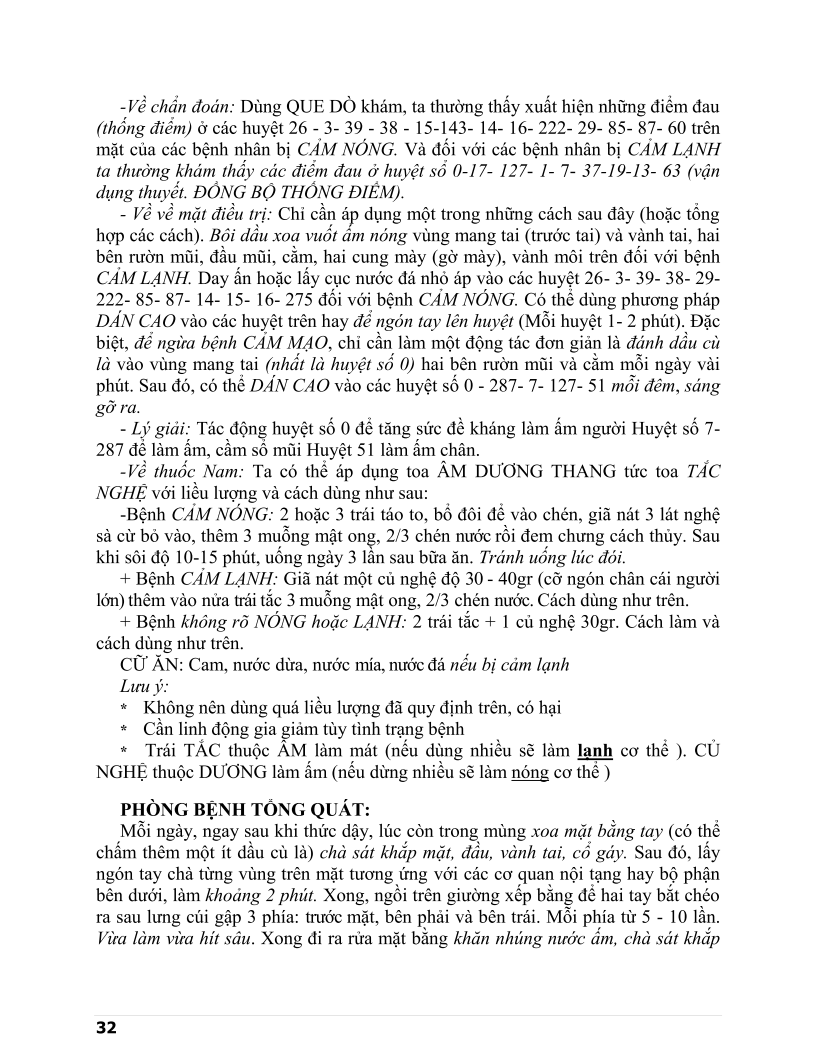 -Về chẩn đoán: Dùng QUE DÒ khám, ta thường thấy xuất hiện những điểm đau
(thống điểm) ở các huyệt 26 - 3- 39 - 38 - 15-143- 14- 16- 222- 29- 85- 87- 60 trên
mặt của các bệnh nhân bị CẢM NÓNG. Và đối với các bệnh nhân bị CẢM LẠNH
ta thường khám thấy các điểm đau ở huyệt số 0-17- 127- 1- 7- 37-19-13- 63 (vận
dụng thuyết. ĐỒNG BỘ THỐNG ĐIỂM).
- Về về mặt điều trị: Chỉ cần áp dụng một trong những cách sau đây (hoặc tổng
hợp các cách). Bôi dầu xoa vuốt ấm nóng vùng mang tai (trước tai) và vành tai, hai
bên rườn mũi, đầu mũi, cằm, hai cung mày (gờ mày), vành môi trên đối với bệnh
CẢM LẠNH. Day ấn hoặc lấy cục nước đá nhỏ áp vào các huyệt 26- 3- 39- 38- 29-
222- 85- 87- 14- 15- 16- 275 đối với bệnh CẢM NÓNG. Có thể dùng phương pháp
DÁN CAO vào các huyệt trên hay để ngón tay lên huyệt (Mỗi huyệt 1- 2 phút). Đặc
biệt, để ngừa bệnh CẢM MẠO, chỉ cần làm một động tác đơn giản là đánh dầu cù
là vào vùng mang tai (nhất là huyệt số 0) hai bên rườn mũi và cằm mỗi ngày vài
phút. Sau đó, có thể DÁN CAO vào các huyệt số 0 - 287- 7- 127- 51 mỗi đêm, sáng
gỡ ra.
- Lý giải: Tác động huyệt số 0 để tăng sức đề kháng làm ấm người Huyệt số 7-
287 để làm ấm, cầm sổ mũi Huyệt 51 làm ấm chân.
-Về thuốc Nam: Ta có thể áp dụng toa ÂM DƯƠNG THANG tức toa TẮC
NGHỆ với liều lượng và cách dùng như sau:
-Bệnh CẢM NÓNG: 2 hoặc 3 trái táo to, bổ đôi để vào chén, giã nát 3 lát nghệ
sà cừ bỏ vào, thêm 3 muỗng mật ong, 2/3 chén nước rồi đem chưng cách thủy. Sau
khi sôi độ 10-15 phút, uống ngày 3 lần sau bữa ăn. Tránh uống lúc đói.
+ Bệnh CẢM LẠNH: Giã nát một củ nghệ độ 30 - 40gr (cỡ ngón chân cái người
lớn) thêm vào nửa trái tắc 3 muỗng mật ong, 2/3 chén nước. Cách dùng như trên.
+ Bệnh không rõ NÓNG hoặc LẠNH: 2 trái tắc + 1 củ nghệ 30gr. Cách làm và
cách dùng như trên.
CỮ ĂN: Cam, nước dừa, nước mía, nước đá nếu bị cảm lạnh
Lưu ý:
* Không nên dùng quá liều lượng đã quy định trên, có hại
* Cần linh động gia giảm tùy tình trạng bệnh
* Trái TẮC thuộc ÂM làm mát (nếu dùng nhiều sẽ làm lạnh cơ thể ). CỦ
NGHỆ thuộc DƯƠNG làm ấm (nếu dừng nhiều sẽ làm nóng cơ thể )
PHÒNG BỆNH TỔNG QUÁT:
Mỗi ngày, ngay sau khi thức dậy, lúc còn trong mùng xoa mặt bằng tay (có thể
chấm thêm một ít dầu cù là) chà sát khắp mặt, đầu, vành tai, cổ gáy. Sau đó, lấy
ngón tay chà từng vùng trên mặt tương ứng với các cơ quan nội tạng hay bộ phận
bên dưới, làm khoảng 2 phút. Xong, ngồi trên giường xếp bằng để hai tay bắt chéo
ra sau lưng cúi gập 3 phía: trước mặt, bên phải và bên trái. Mỗi phía từ 5 - 10 lần.
Vừa làm vừa hít sâu. Xong đi ra rửa mặt bằng khăn nhúng nước ấm, chà sát khắp
32